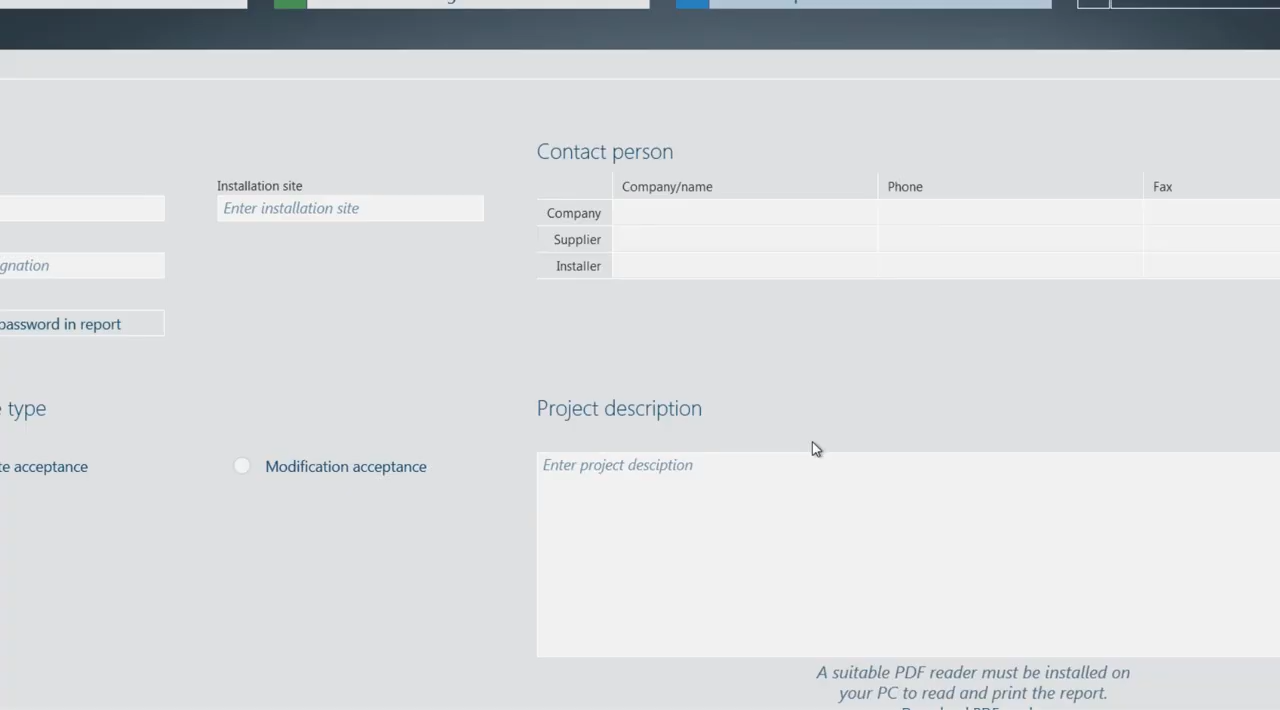 Contact person
Installation site
Company/name Phone Fax
Enter installation site
Company
Supplier
Installer
gnation
password in report
type
Project description
te acceptance
Modification acceptance
Enter project desciption
A suitable PDF reader must be installed on
your PC to read and print the report.